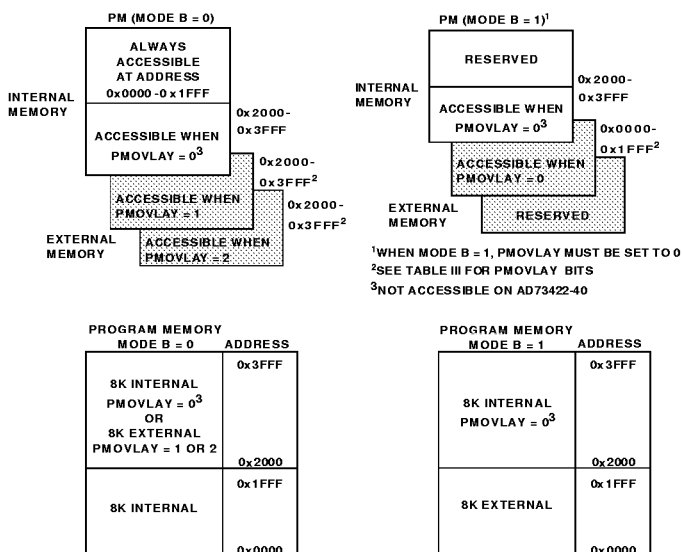 PM (MODE B = 0)
ALWAYS
ACCESSIBLE
AT ADDRESS
0x0000 - 0x1FFF
INTERNAL
MEMORY
0x2000-
0x3FFF
ACCESSIBLE WHEN
PMOVLAY = 0³
0x2000-
0x3FFF²
ACCESSIBLE WHEN
PMOVLAY = 1
0x2000-
0x3FFF²
EXTERNAL
MEMORY
ACCESSIBLE WHEN
PMOVLAY = 2
PM (MODE B = 1)¹
RESERVED
INTERNAL
MEMORY
0x2000-
0x3FFF
ACCESSIBLE WHEN
PMOVLAY = 0³
0x0000-
0x1FFF²
ACCESSIBLE WHEN
PMOVLAY = 0
EXTERNAL
MEMORY
RESERVED
¹WHEN MODE B = 1, PMOVLAY MUST BE SET TO 0
²SEE TABLE III FOR PMOVLAY BITS
³NOT ACCESSIBLE ON AD73422-40
PROGRAM MEMORY
MODE B = 0 ADDRESS
0x3FFF
8K INTERNAL
PMOVLAY = 0³
OR
8K EXTERNAL
PMOVLAY = 1 OR 2
0x2000
0x1FFF
8K INTERNAL
0x0000
PROGRAM MEMORY
MODE B = 1 ADDRESS
0x3FFF
8K INTERNAL
PMOVLAY = 0³
0x2000
0x1FFF
8K EXTERNAL
0x0000